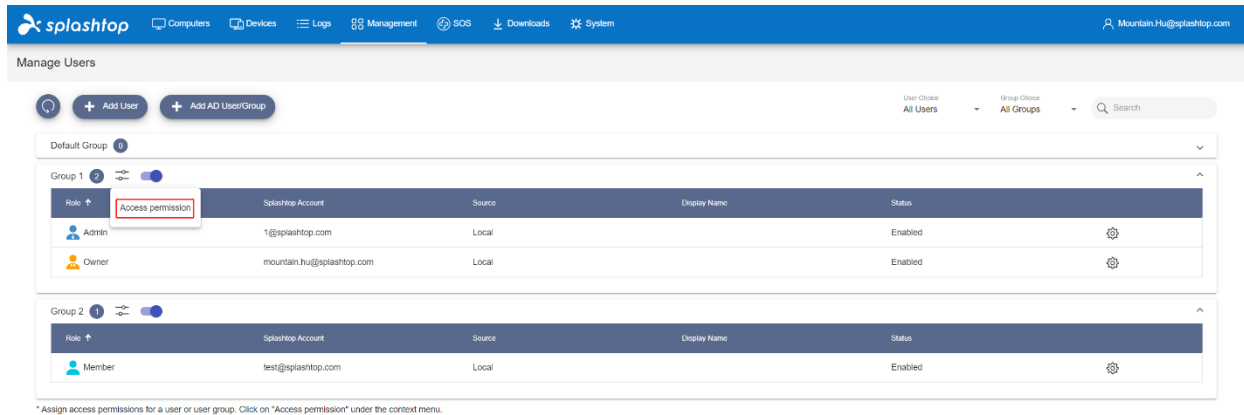 splashtop Computers Devices Logs Management SOS Downloads System Mountain.Hu@splashtop.com
Manage Users
User Choice Group Choice
+ Add User + Add AD User/Group All Users All Groups Search
Default Group 0
Group 1 2
Role Splashtop Account Source Display Name Status
Access permission
Admin 1@splashtop.com Local Enabled
Owner mountain.hu@splashtop.com Local Enabled
Group 2 1
Role Splashtop Account Source Display Name Status
Member test@splashtop.com Local Enabled
* Assign access permissions for a user or user group. Click on "Access permission" under the context menu.